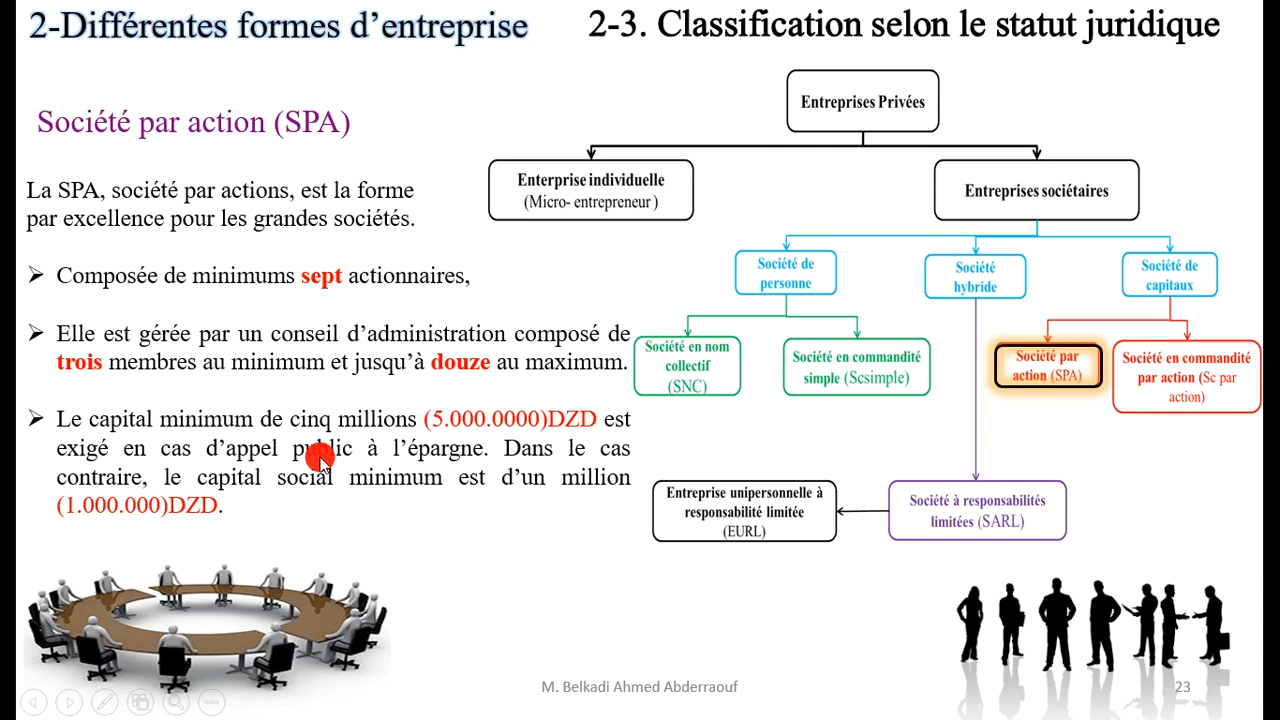 2-Différentes formes d’entreprise
2-3. Classification selon le statut juridique
Société par action (SPA)
La SPA, société par actions, est la forme
par excellence pour les grandes sociétés.
➢ Composée de minimums sept actionnaires,
➢ Elle est gérée par un conseil d’administration composé de
trois membres au minimum et jusqu’à douze au maximum.
➢ Le capital minimum de cinq millions (5.000.0000)DZD est
exigé en cas d’appel public à l’épargne. Dans le cas
contraire, le capital social minimum est d’un million
(1.000.000)DZD.
Entreprises Privées
Enterprise individuelle
(Micro- entrepreneur )
Entreprises sociétaires
Société de
personne
Société
hybride
Société de
capitaux
Société en nom
collectif
(SNC)
Société en commandité
simple (Scsimple)
Société par
action (SPA)
Société en commandité
par action (Sc par
action)
Entreprise unipersonnelle à
responsabilité limitée
(EURL)
Société à responsabilités
limitées (SARL)
M. Belkadi Ahmed Abderraouf
23